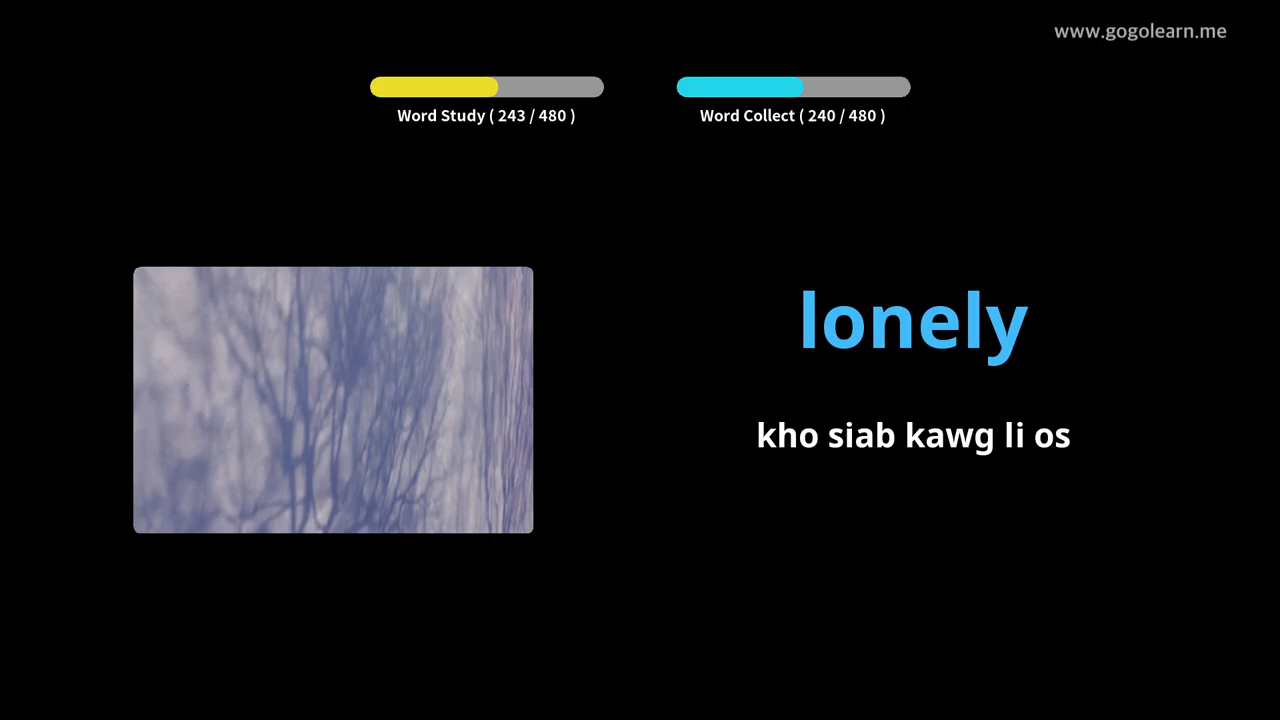 www.gogolearn.me
Word Study ( 243 / 480 )
Word Collect ( 240 / 480 )
lonely
kho siab kawg li os